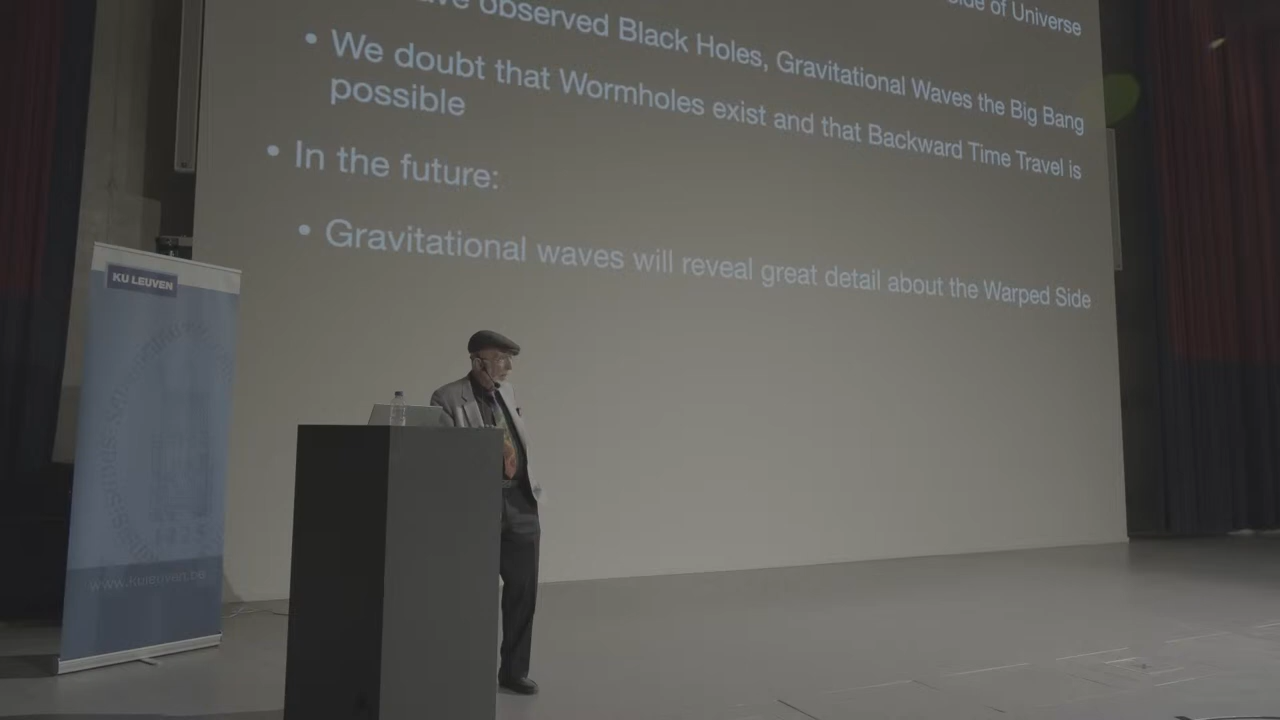 Side of Universe
observed Black Holes, Gravitational Waves the Big Bang
• We doubt that Wormholes exist and that Backward Time Travel is
possible
• In the future:
• Gravitational waves will reveal great detail about the Warped Side
KU LEUVEN
www.kuleuven.be